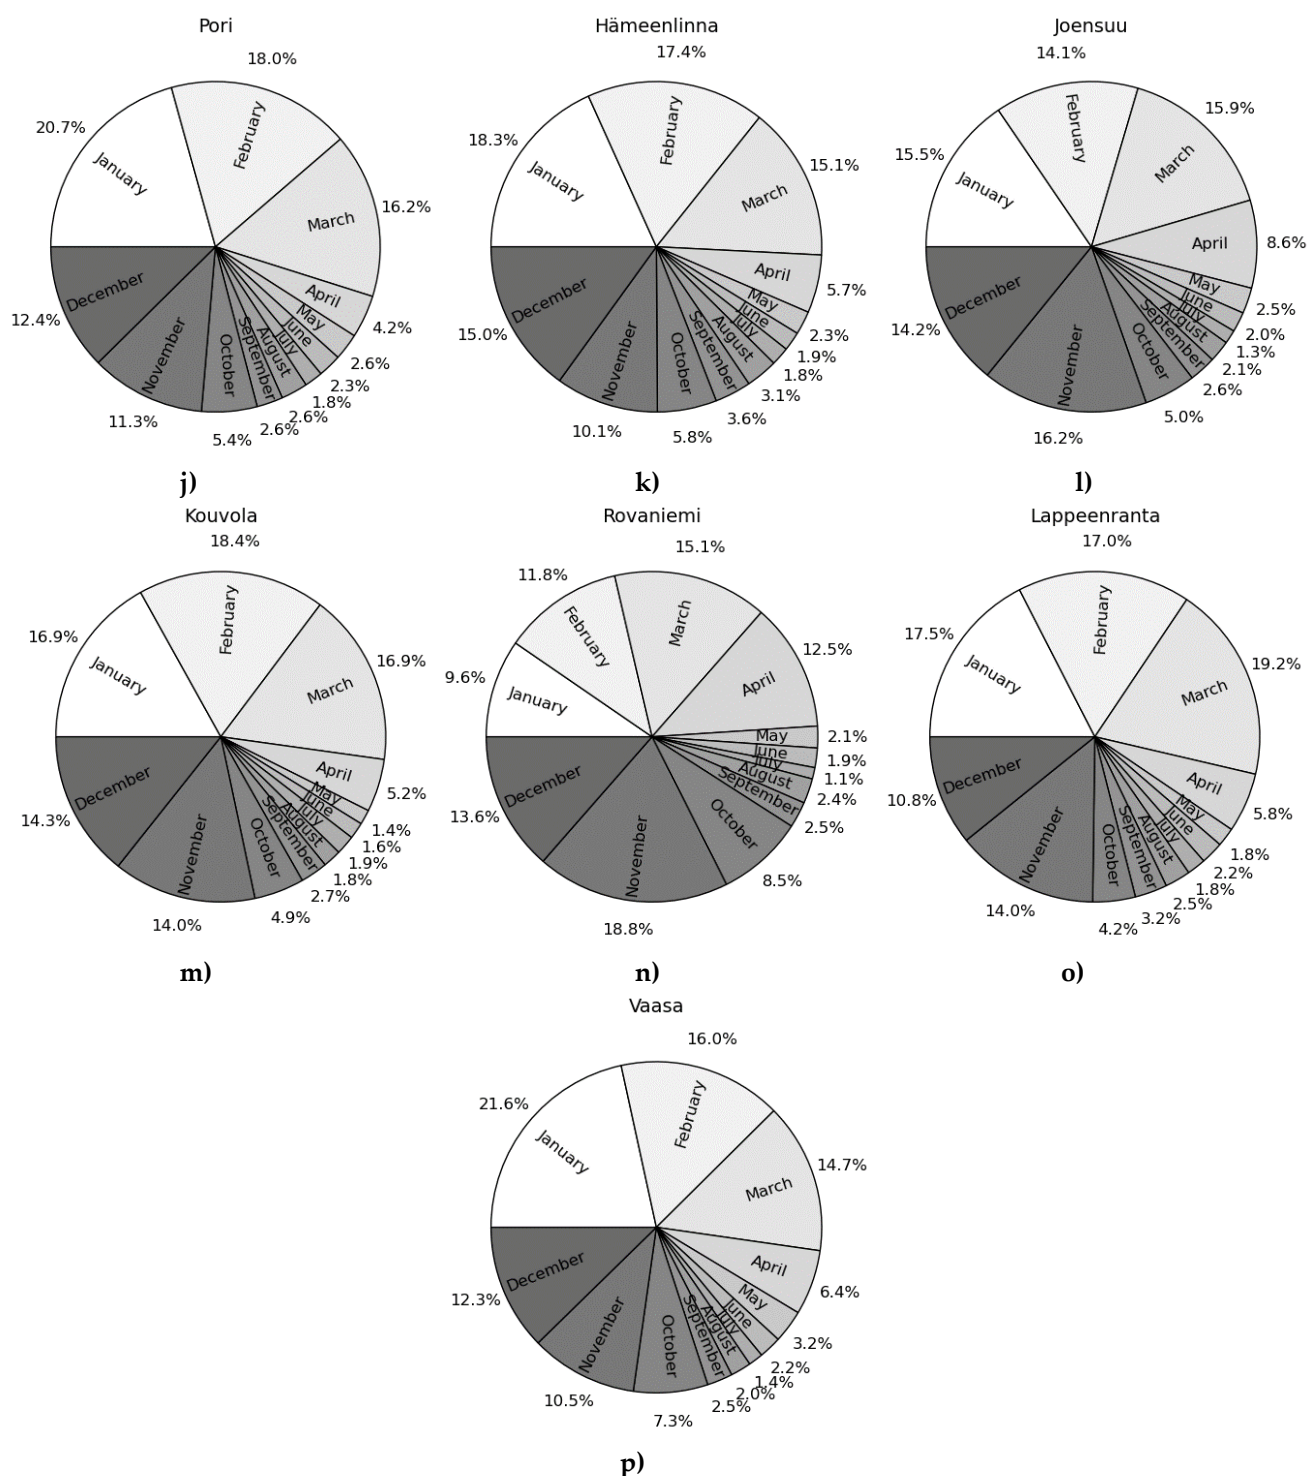 Pori
18.0%
20.7%
January
February
March
16.2%
April
4.2%
May
2.6%
June
2.3%
July
1.8%
August
2.6%
September
2.6%
October
5.4%
November
11.3%
December
12.4%
j)
Hämeenlinna
17.4%
18.3%
January
February
March
15.1%
April
5.7%
May
2.3%
June
1.9%
July
1.8%
August
3.1%
September
3.6%
October
5.8%
November
10.1%
December
15.0%
k)
Joensuu
14.1%
15.5%
January
February
March
15.9%
April
8.6%
May
2.5%
June
2.0%
July
1.3%
August
2.1%
September
2.6%
October
5.0%
November
16.2%
December
14.2%
l)
Kouvola
18.4%
16.9%
January
February
March
16.9%
April
5.2%
May
1.4%
June
1.6%
July
1.9%
August
1.8%
September
2.7%
October
4.9%
November
14.0%
December
14.3%
m)
Rovaniemi
15.1%
11.8%
9.6%
January
February
March
April
12.5%
May
2.1%
June
1.9%
July
1.1%
August
2.4%
September
2.5%
October
8.5%
November
18.8%
December
13.6%
n)
Lappeenranta
17.0%
17.5%
January
February
March
19.2%
April
5.8%
May
1.8%
June
2.2%
July
1.8%
August
2.5%
September
3.2%
October
4.2%
November
14.0%
December
10.8%
o)
Vaasa
16.0%
21.6%
January
February
March
14.7%
April
6.4%
May
3.2%
June
2.2%
July
1.4%
August
2.0%
September
2.5%
October
7.3%
November
10.5%
December
12.3%
p)